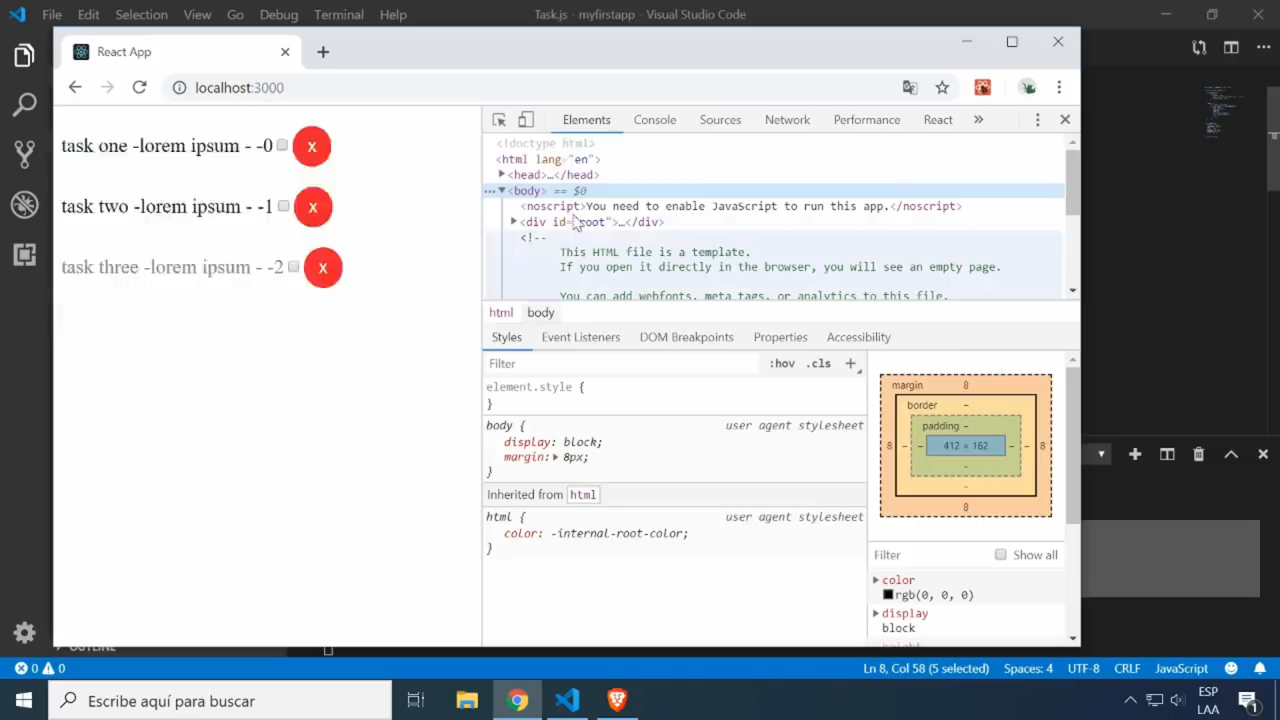 File Edit Selection View Go Debug Terminal Help Task.js - myfirstapp - Visual Studio Code
React App
localhost:3000
task one -lorem ipsum - -0 X
task two -lorem ipsum - -1 X
task three -lorem ipsum - -2 X
Elements Console Sources Network Performance React »
<!doctype html>
<html lang="en">
<head>…</head>
<body> == $0
<noscript>You need to enable JavaScript to run this app.</noscript>
<div id="root">…</div>
<!--
This HTML file is a template.
If you open it directly in the browser, you will see an empty page.
You can add webfonts, meta tags, or analytics to this file.
html body
Styles Event Listeners DOM Breakpoints Properties Accessibility
Filter :hov .cls +
element.style {
}
body { user agent stylesheet
display: block;
margin: 8px;
}
Inherited from html
html { user agent stylesheet
color: -internal-root-color;
}
margin 8
border -
padding -
8 - - 412 × 162 - - 8
-
-
8
Filter Show all
color
rgb(0, 0, 0)
display
block
OUTLINE
0 0 Ln 8, Col 58 (5 selected) Spaces: 4 UTF-8 CRLF JavaScript
Escribe aquí para buscar
ESP
LAA
1